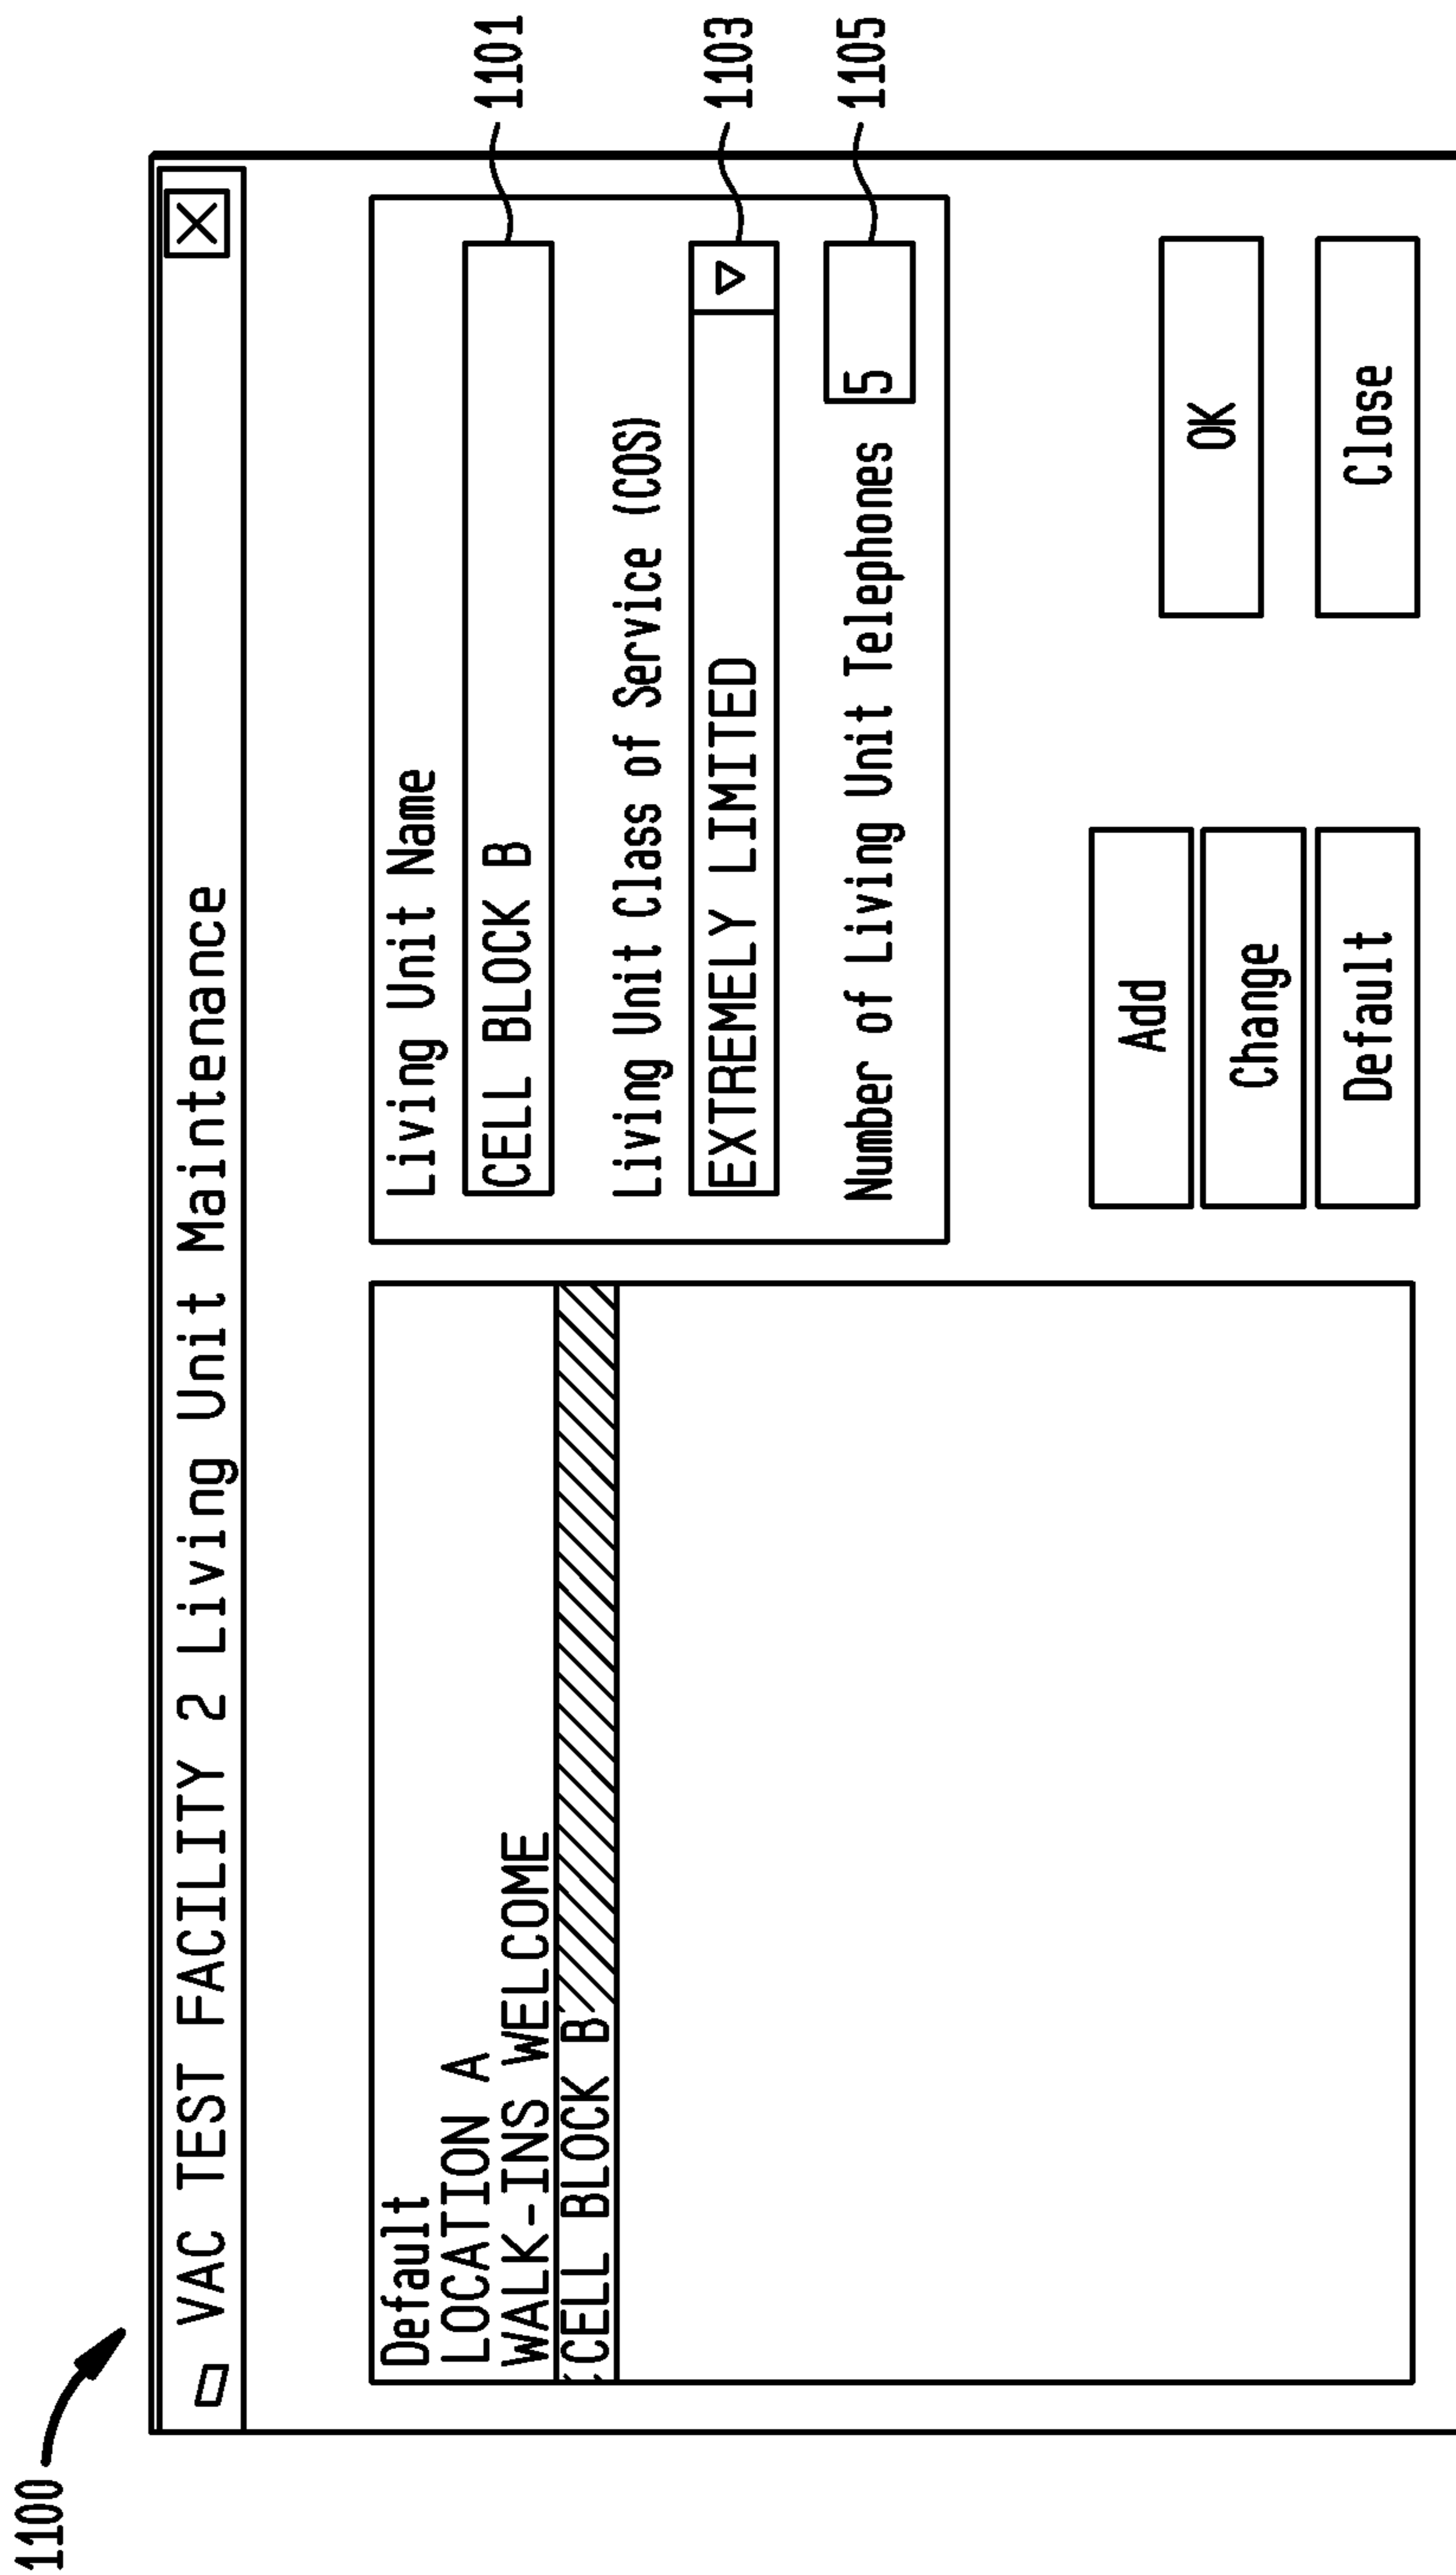 1100
VAC TEST FACILITY 2 Living Unit Maintenance
Default
LOCATION A
WALK-INS WELCOME
CELL BLOCK B
Living Unit Name
CELL BLOCK B
1101
Living Unit Class of Service (COS)
EXTREMELY LIMITED
1103
Number of Living Unit Telephones 5
1105
Add
Change
Default
OK
Close